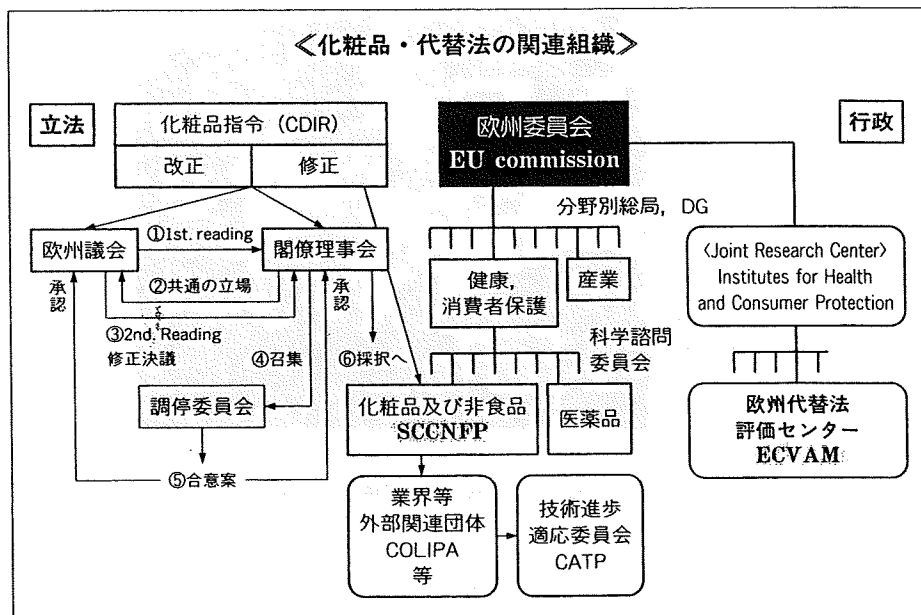 ≪化粧品・代替法の関連組織≫
立法
化粧品指令（CDIR）
改正
修正
欧州委員会
EU commission
行政
分野別総局，DG
欧州議会
①1st. reading
閣僚理事会
承認
②共通の立場
承認
③2nd. Reading
修正決議
④召集
⑥採択へ
調停委員会
⑤合意案
健康，
消費者保護
産業
科学諮問
委員会
化粧品及び非食品
SCCNFP
医薬品
業界等
外部関連団体
COLIPA
等
技術進歩
適応委員会
CATP
〈Joint Research Center〉
Institutes for Health
and Consumer Protection
欧州代替法
評価センター
ECVAM